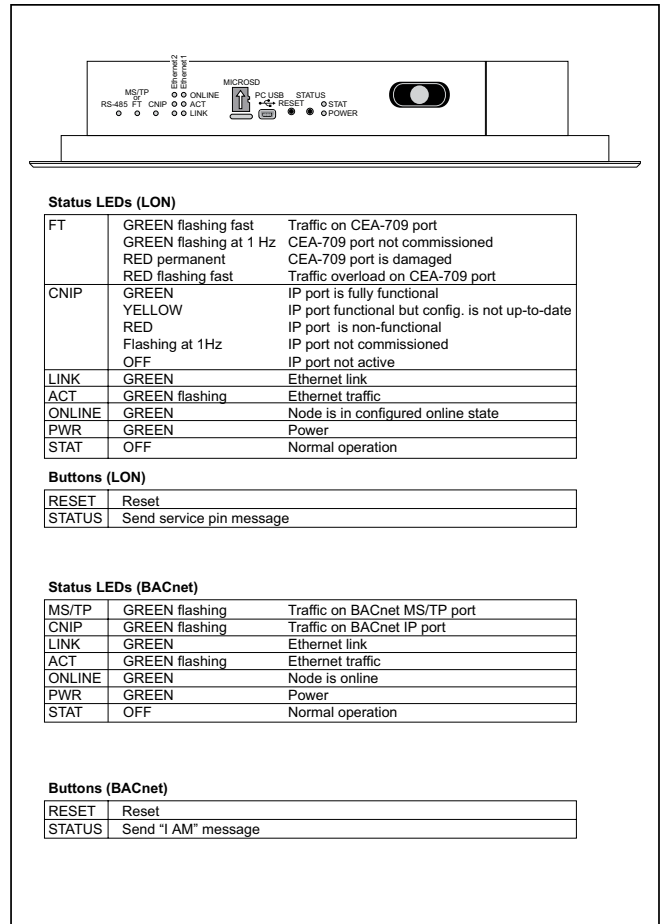 Ethernet 2
Ethernet 1
MS/TP
or
RS-485 FT CNIP
ONLINE
ACT
LINK
MICROSD
PC USB
RESET
STATUS
STAT
POWER
Status LEDs (LON)
FT GREEN flashing fast Traffic on CEA-709 port
GREEN flashing at 1 Hz CEA-709 port not commissioned
RED permanent CEA-709 port is damaged
RED flashing fast Traffic overload on CEA-709 port
CNIP GREEN IP port is fully functional
YELLOW IP port functional but config. is not up-to-date
RED IP port is non-functional
Flashing at 1Hz IP port not commissioned
OFF IP port not active
LINK GREEN Ethernet link
ACT GREEN flashing Ethernet traffic
ONLINE GREEN Node is in configured online state
PWR GREEN Power
STAT OFF Normal operation
Buttons (LON)
RESET Reset
STATUS Send service pin message
Status LEDs (BACnet)
MS/TP GREEN flashing Traffic on BACnet MS/TP port
CNIP GREEN flashing Traffic on BACnet IP port
LINK GREEN Ethernet link
ACT GREEN flashing Ethernet traffic
ONLINE GREEN Node is online
PWR GREEN Power
STAT OFF Normal operation
Buttons (BACnet)
RESET Reset
STATUS Send “I AM” message